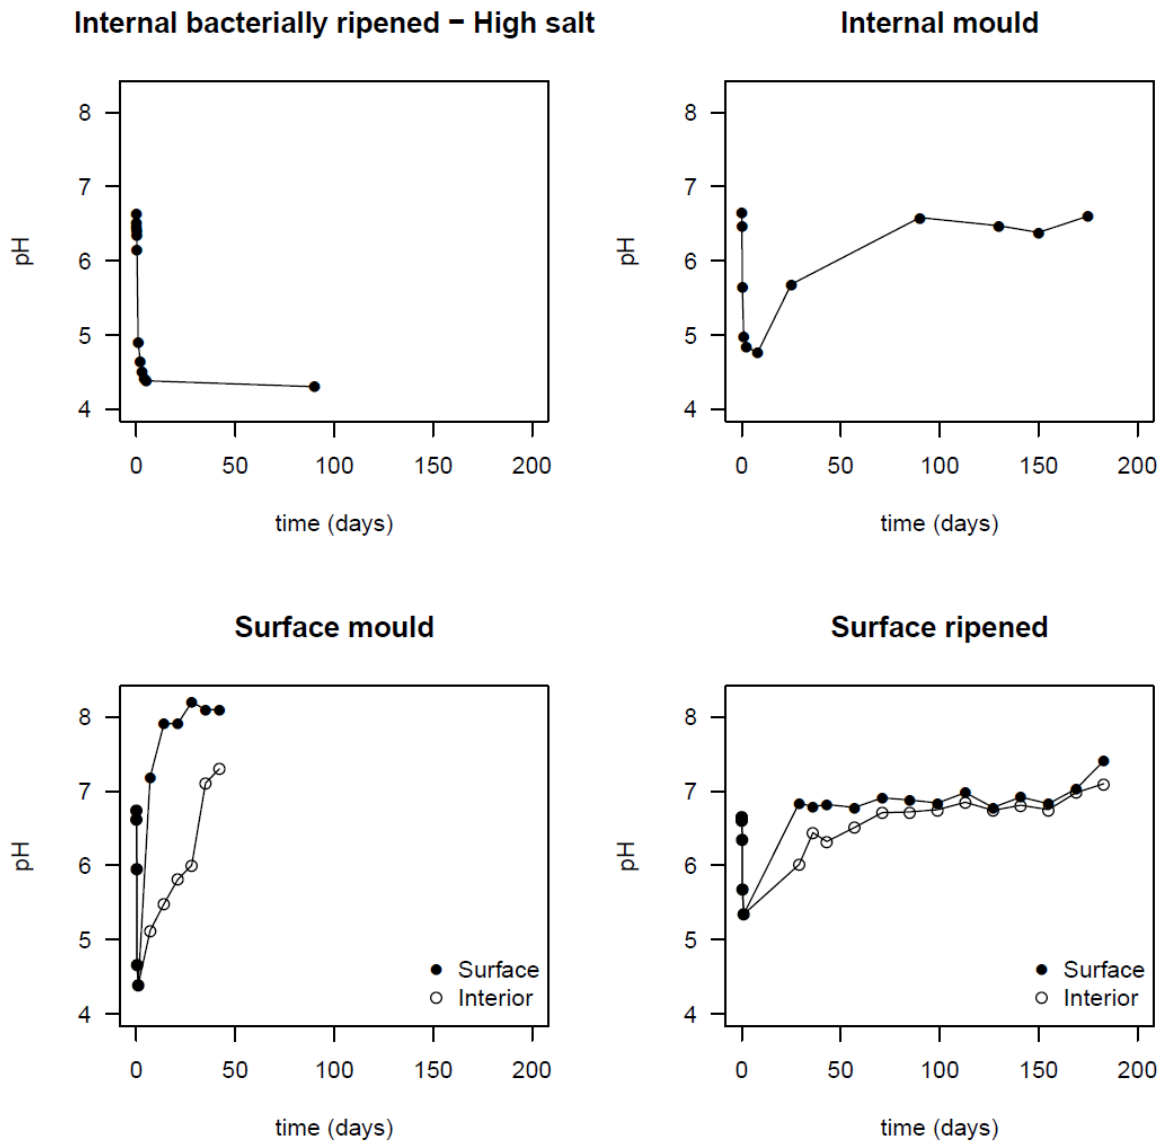 Internal bacterially ripened − High salt
8
7
6
5
4
pH
0 50 100 150 200
time (days)
Internal mould
8
7
6
5
4
pH
0 50 100 150 200
time (days)
Surface mould
8
7
6
5
4
pH
Surface
Interior
0 50 100 150 200
time (days)
Surface ripened
8
7
6
5
4
pH
Surface
Interior
0 50 100 150 200
time (days)